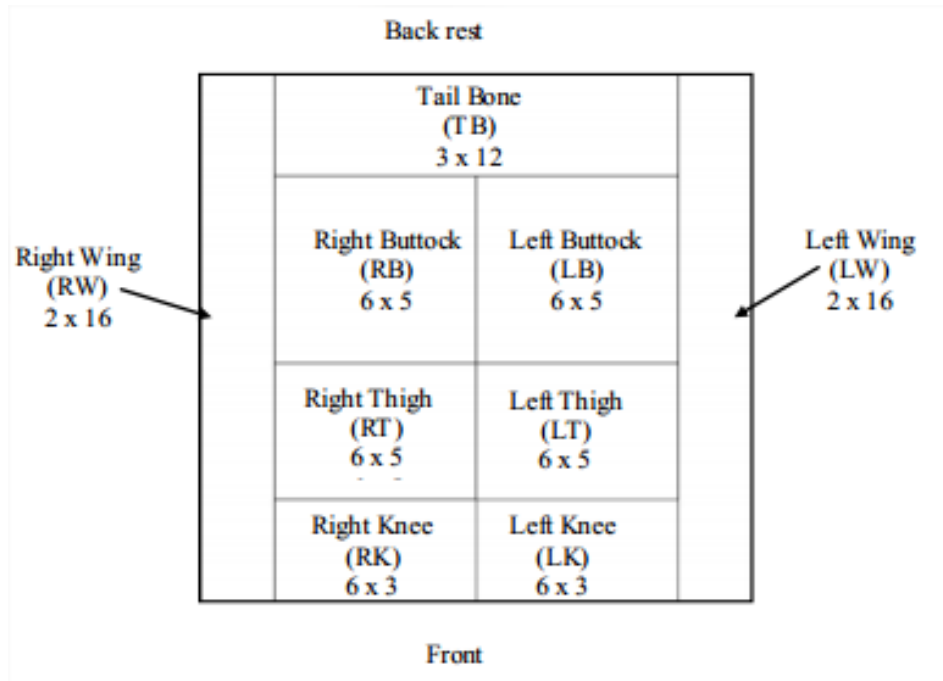 Back rest
Tail Bone
(TB)
3 x 12
Right Buttock
(RB)
6 x 5
Left Buttock
(LB)
6 x 5
Right Wing
(RW)
2 x 16
Left Wing
(LW)
2 x 16
Right Thigh
(RT)
6 x 5
Left Thigh
(LT)
6 x 5
Right Knee
(RK)
6 x 3
Left Knee
(LK)
6 x 3
Front